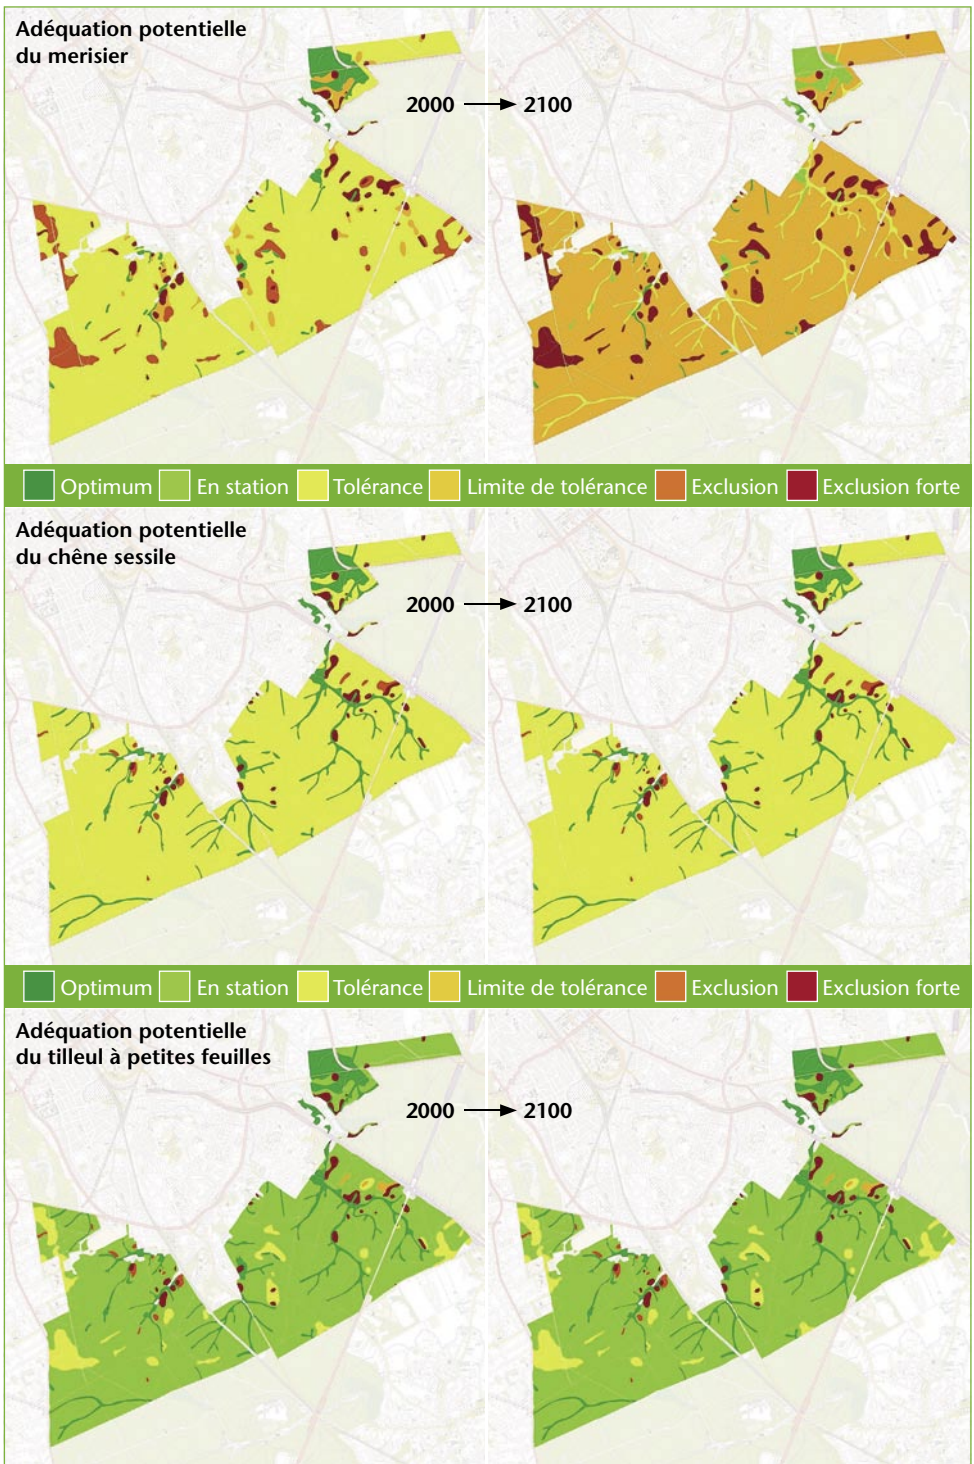 Adéquation potentielle
du merisier
2000 → 2100
Optimum En station Tolérance Limite de tolérance Exclusion Exclusion forte
Adéquation potentielle
du chêne sessile
2000 → 2100
Optimum En station Tolérance Limite de tolérance Exclusion Exclusion forte
Adéquation potentielle
du tilleul à petites feuilles
2000 → 2100